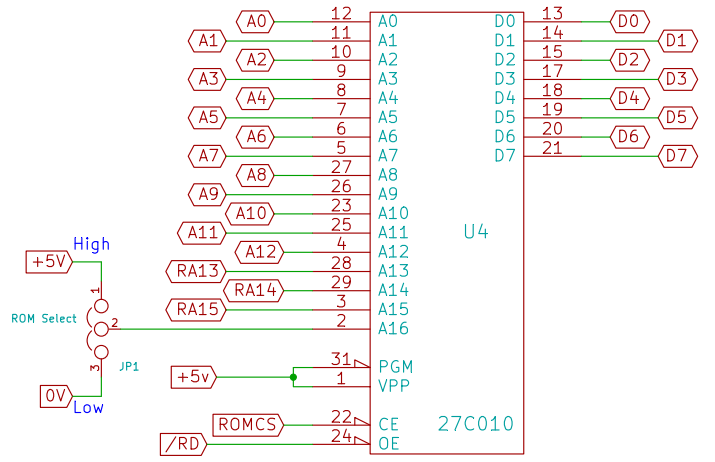 A0 12 A0 D0 13 D0
A1 11 A1 D1 14 D1
A2 10 A2 D2 15 D2
A3 9 A3 D3 17 D3
A4 8 A4 D4 18 D4
A5 7 A5 D5 19 D5
A6 6 A6 D6 20 D6
A7 5 A7 D7 21 D7
A8 27 A8
A9 26 A9
A10 23 A10
A11 25 A11 U4
High
A12 4 A12
+5V
RA13 28 A13
RA14 29 A14
1
RA15 3 A15
ROM Select 2 2 A16
3 JP1
31 PGM
+5v
1 VPP
0V
Low
ROMCS 22 CE 27C010
/RD 24 OE